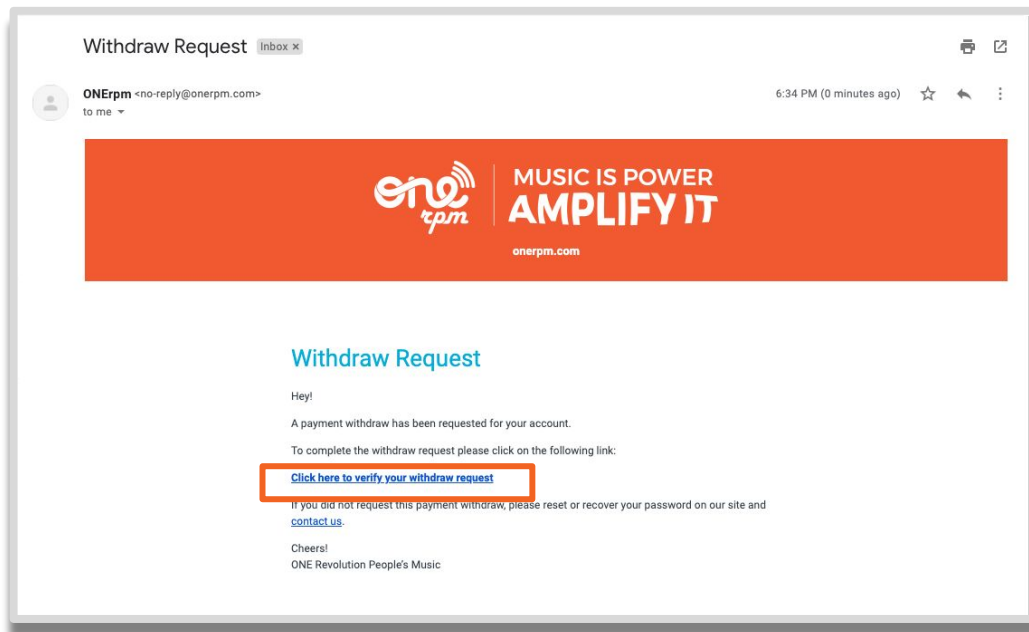 Withdraw Request Inbox x
ONErpm <no-reply@onerpm.com> 6:34 PM (0 minutes ago)
to me
one rpm
MUSIC IS POWER
AMPLIFY IT
onerpm.com
Withdraw Request
Hey!
A payment withdraw has been requested for your account.
To complete the withdraw request please click on the following link:
Click here to verify your withdraw request
If you did not request this payment withdraw, please reset or recover your password on our site and
contact us.
Cheers!
ONE Revolution People's Music